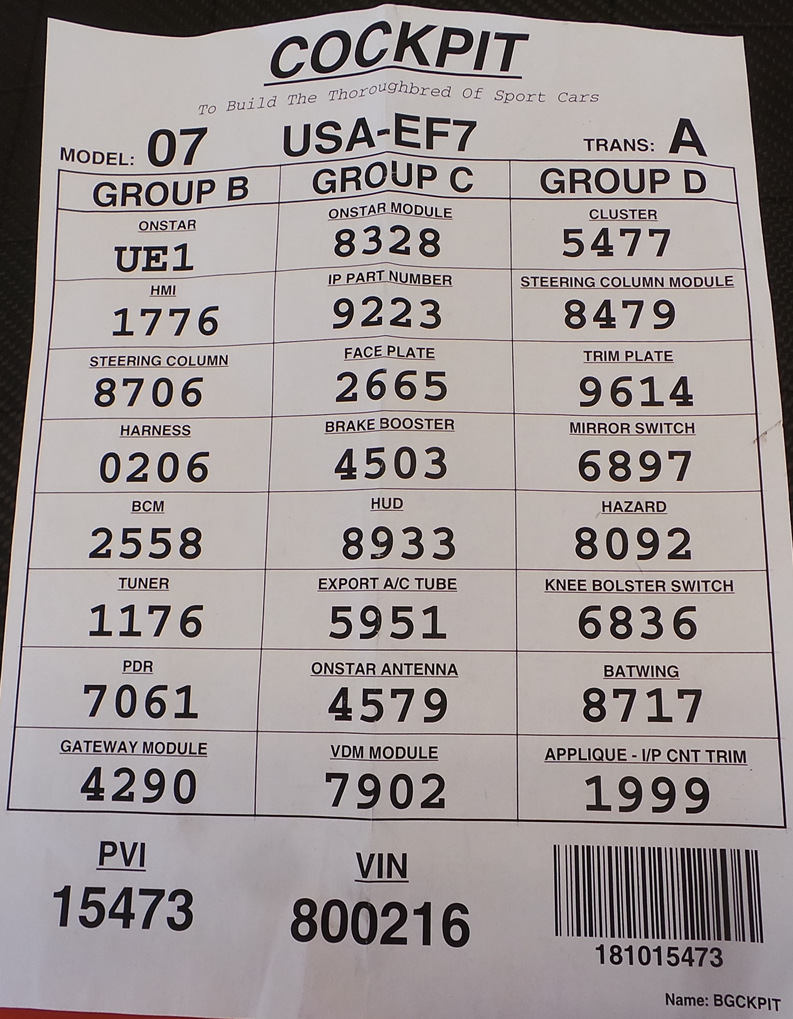 COCKPIT
To Build The Thoroughbred Of Sport Cars
MODEL: 07 USA-EF7 TRANS: A
GROUP B GROUP C GROUP D
ONSTAR ONSTAR MODULE CLUSTER
UE1 8328 5477
HMI IP PART NUMBER STEERING COLUMN MODULE
1776 9223 8479
STEERING COLUMN FACE PLATE TRIM PLATE
8706 2665 9614
HARNESS BRAKE BOOSTER MIRROR SWITCH
0206 4503 6897
BCM HUD HAZARD
2558 8933 8092
TUNER EXPORT A/C TUBE KNEE BOLSTER SWITCH
1176 5951 6836
PDR ONSTAR ANTENNA BATWING
7061 4579 8717
GATEWAY MODULE VDM MODULE APPLIQUE - I/P CNT TRIM
4290 7902 1999
PVI VIN
15473 800216
181015473
Name: BGCKPIT